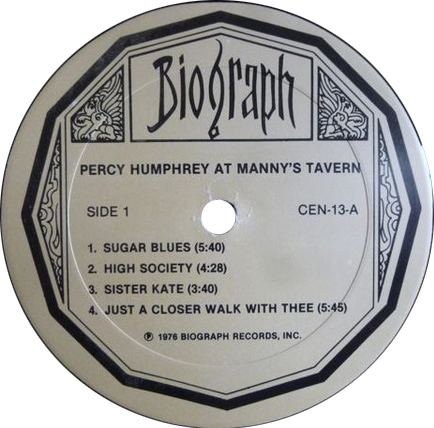 Biograph
PERCY HUMPHREY AT MANNY'S TAVERN
SIDE 1 CEN-13-A
1. SUGAR BLUES (5:40)
2. HIGH SOCIETY (4:28)
3. SISTER KATE (3:40)
4. JUST A CLOSER WALK WITH THEE (5:45)
℗ 1976 BIOGRAPH RECORDS, INC.